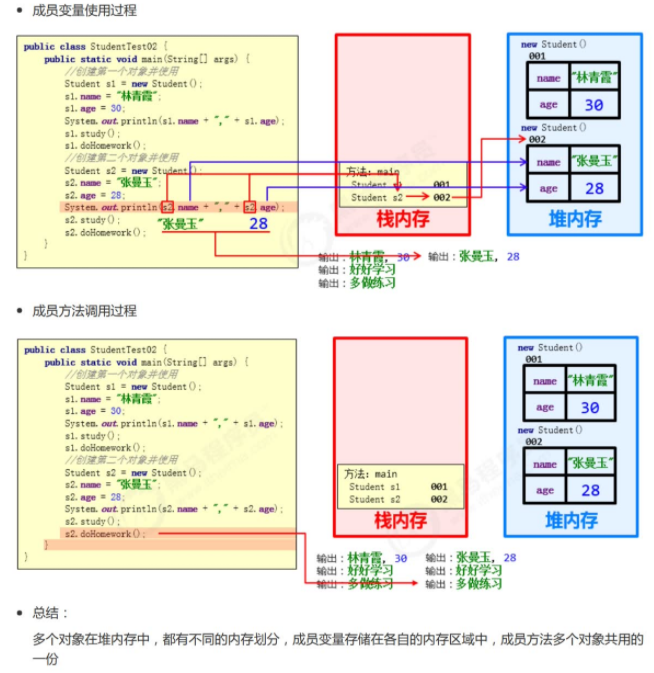 成员变量使用过程
public class StudentTest02 {
public static void main(String[] args) {
//创建第一个对象并使用
Student s1 = new Student();
s1.name = "林青霞";
s1.age = 30;
System.out.println(s1.name + "," + s1.age);
s1.study();
s1.doHomework();
//创建第二个对象并使用
Student s2 = new Student();
s2.name = "张曼玉";
s2.age = 28;
System.out.println(s2.name + "," + s2.age);
s2.study();
"张曼玉" 28
s2.doHomework();
}
}
方法：main
Student s1 001
Student s2 002
栈内存
new Student()
001
name "林青霞"
age 30
new Student()
002
name "张曼玉"
age 28
堆内存
输出：林青霞，30 输出：张曼玉，28
输出：好好学习
输出：多做练习
成员方法调用过程
public class StudentTest02 {
public static void main(String[] args) {
//创建第一个对象并使用
Student s1 = new Student();
s1.name = "林青霞";
s1.age = 30;
System.out.println(s1.name + "," + s1.age);
s1.study();
s1.doHomework();
//创建第二个对象并使用
Student s2 = new Student();
s2.name = "张曼玉";
s2.age = 28;
System.out.println(s2.name + "," + s2.age);
s2.study();
s2.doHomework();
}
}
方法：main
Student s1 001
Student s2 002
栈内存
new Student()
001
name "林青霞"
age 30
new Student()
002
name "张曼玉"
age 28
堆内存
输出：林青霞，30 输出：张曼玉，28
输出：好好学习 输出：好好学习
输出：多做练习 输出：多做练习
总结：
多个对象在堆内存中，都有不同的内存划分，成员变量存储在各自的内存区域中，成员方法多个对象共用的
一份